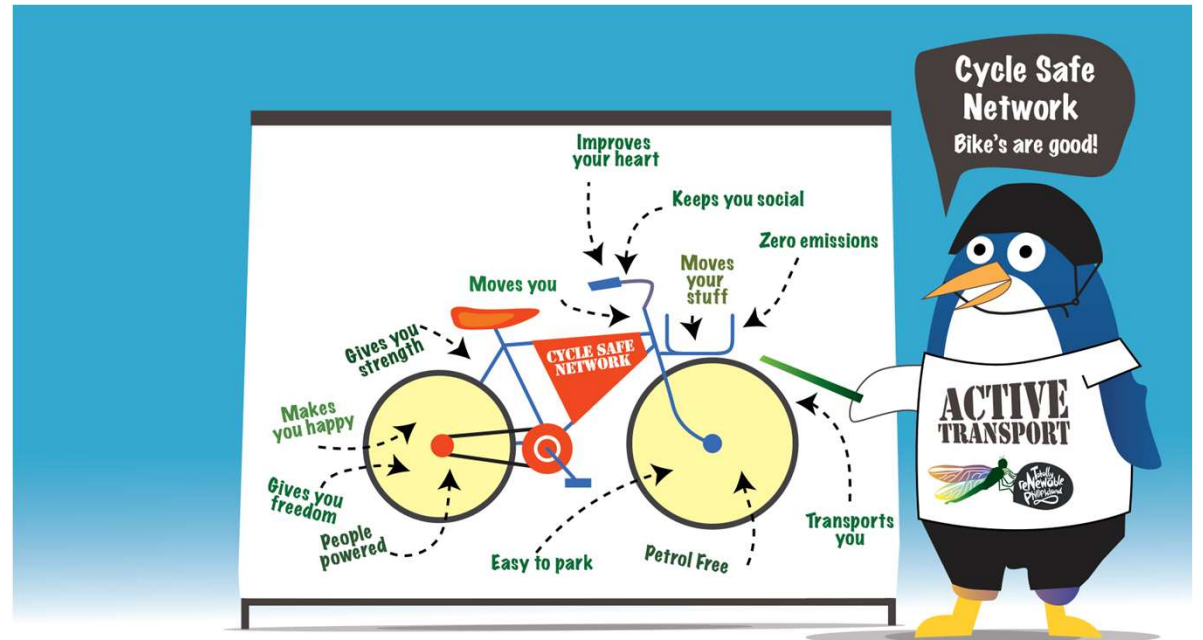 Cycle Safe
Network
Bike's are good!
Improves
your heart
Keeps you social
Zero emissions
Moves
your
stuff
Moves you
Gives you
strength
CYCLE SAFE
NETWORK
Makes
you happy
Gives you
freedom
People
powered
Easy to park
Petrol Free
Transports
you
ACTIVE
TRANSPORT
Totally
reNewable
Phillip Island